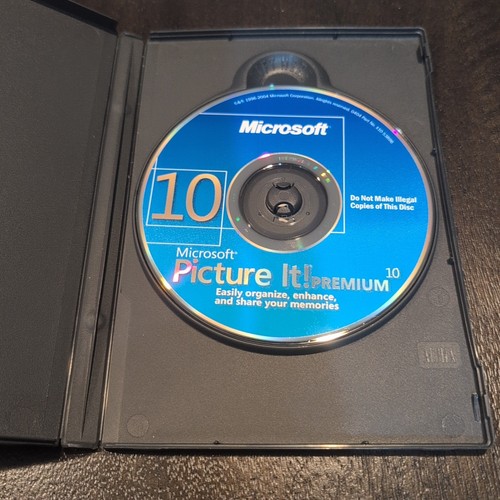 Microsoft®
10
Do Not Make Illegal
Copies of This Disc
Microsoft®
Picture It! PREMIUM 10
Easily organize, enhance,
and share your memories